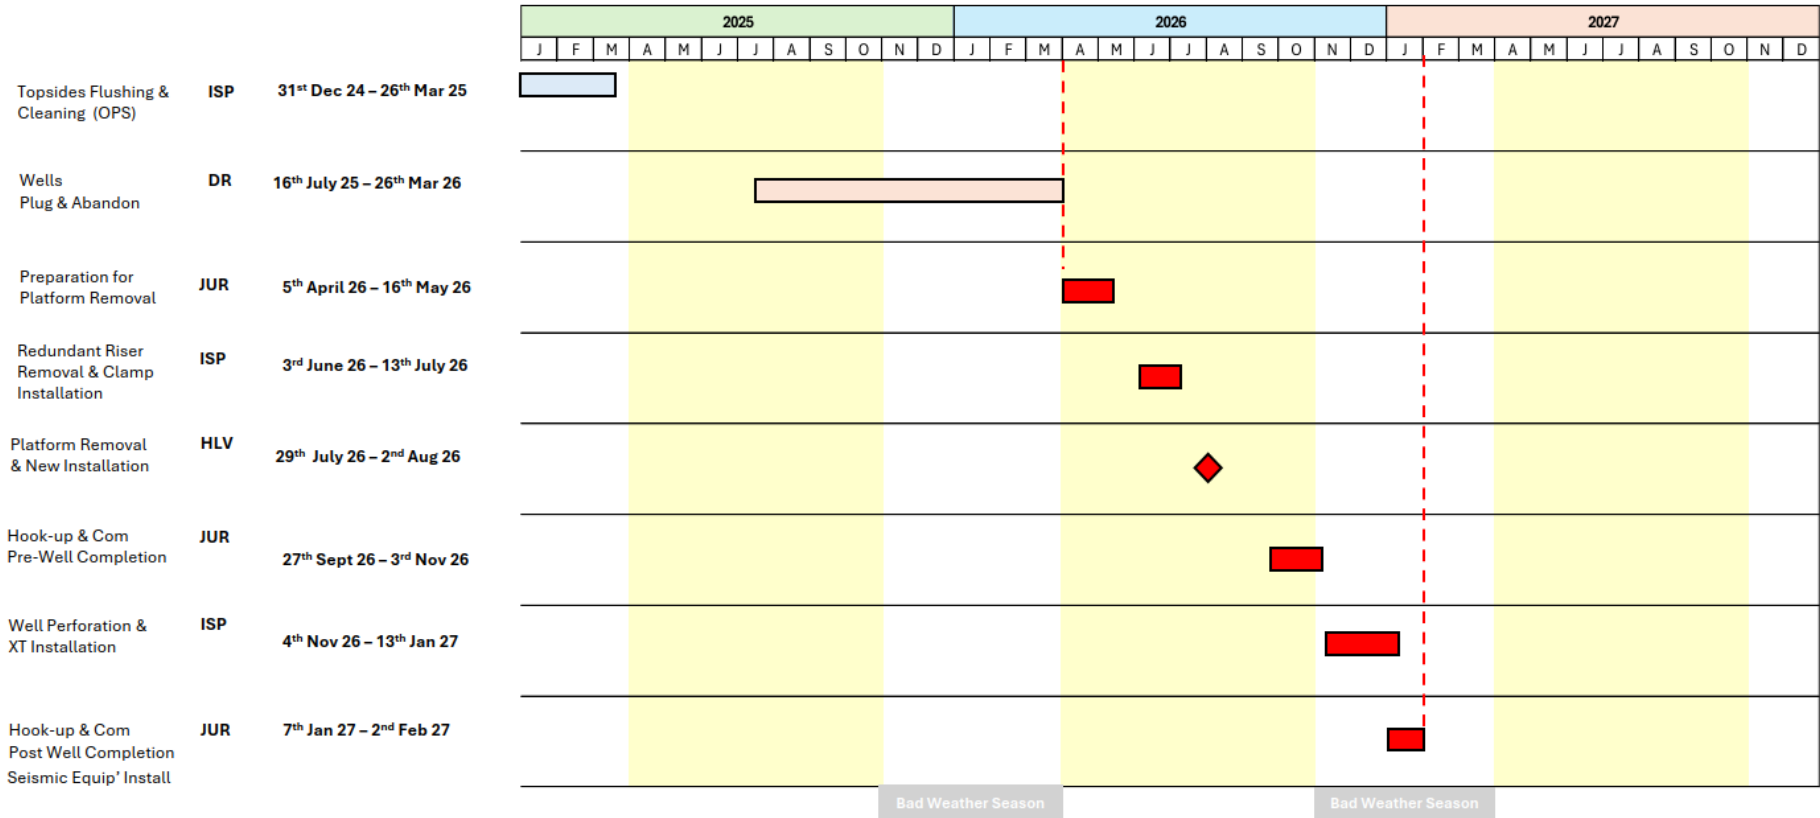 2025 2026 2027
J F M A M J J A S O N D J F M A M J J A S O N D J F M A M J J A S O N D
Topsides Flushing &
Cleaning (OPS)
ISP
31st Dec 24 – 26th Mar 25
Wells
Plug & Abandon
DR
16th July 25 – 26th Mar 26
Preparation for
Platform Removal
JUR
5th April 26 – 16th May 26
Redundant Riser
Removal & Clamp
Installation
ISP
3rd June 26 – 13th July 26
Platform Removal
& New Installation
HLV
29th July 26 – 2nd Aug 26
Hook-up & Com
Pre-Well Completion
JUR
27th Sept 26 – 3rd Nov 26
Well Perforation &
XT Installation
ISP
4th Nov 26 – 13th Jan 27
Hook-up & Com
Post Well Completion
Seismic Equip' Install
JUR
7th Jan 27 – 2nd Feb 27
Bad Weather Season
Bad Weather Season